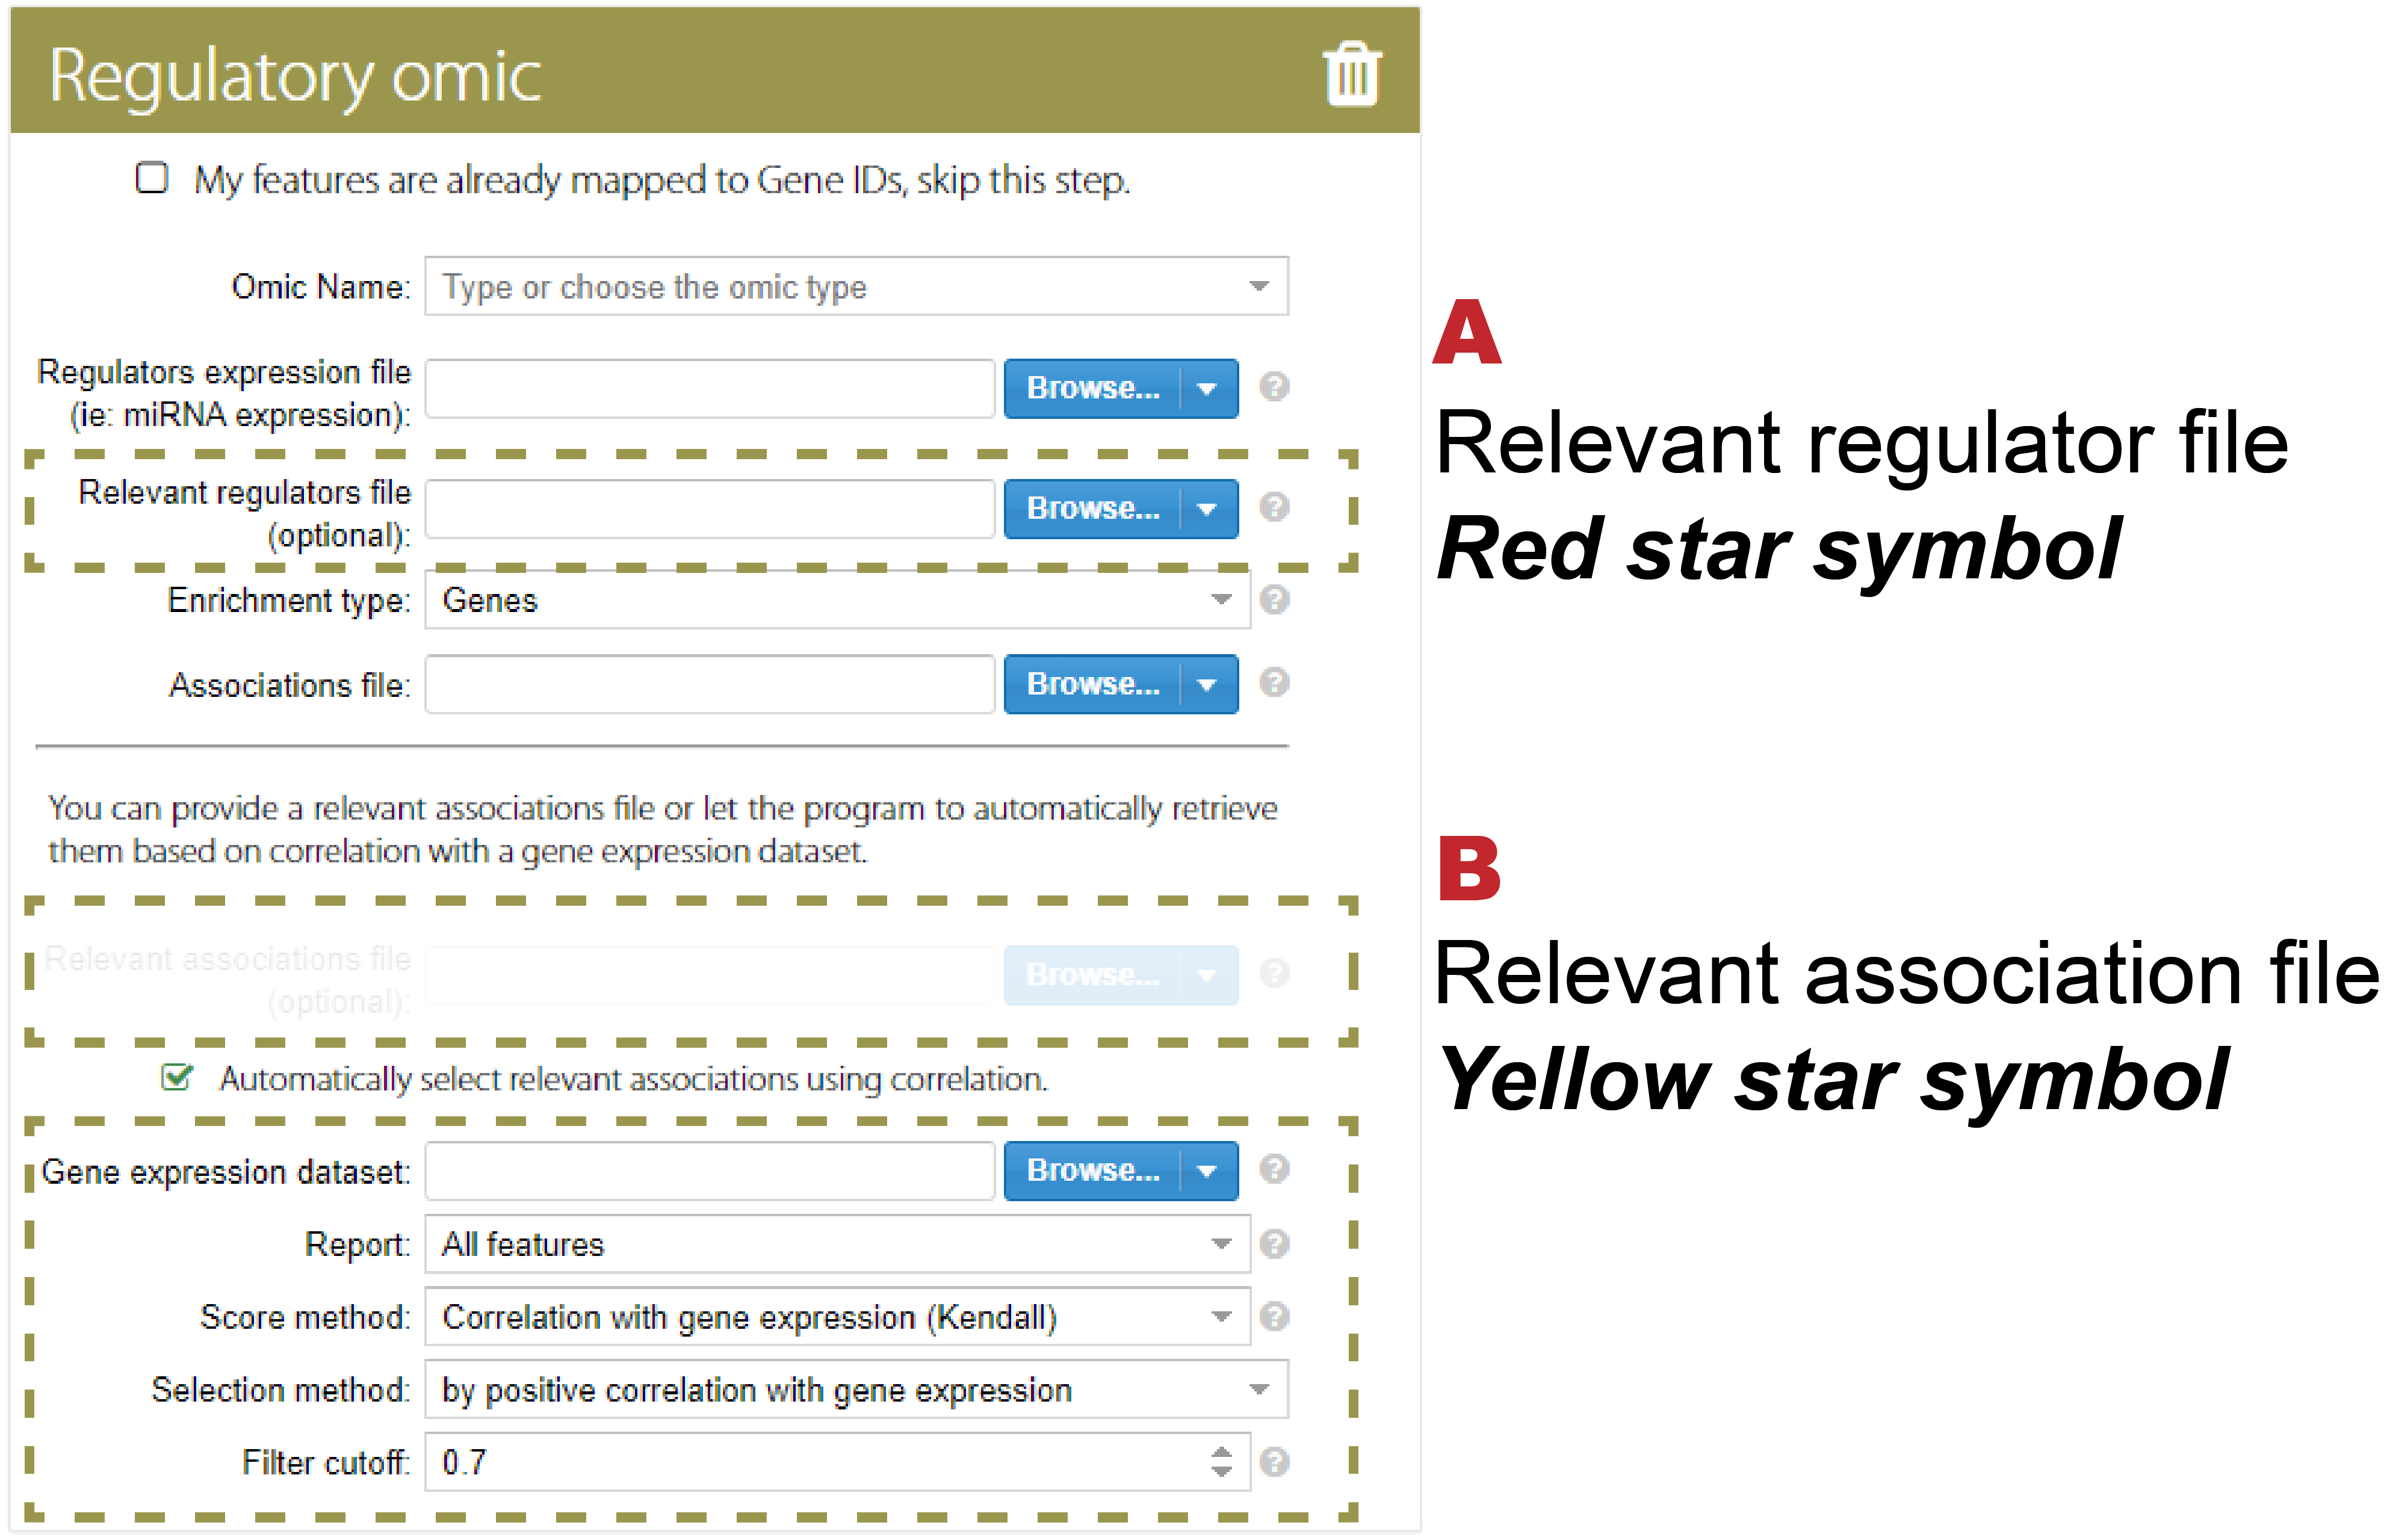 Regulatory omic
My features are already mapped to Gene IDs, skip this step.
Omic Name: Type or choose the omic type
Regulators expression file
(ie: miRNA expression): Browse...
Relevant regulators file
(optional): Browse...
Enrichment type: Genes
Associations file: Browse...
You can provide a relevant associations file or let the program to automatically retrieve
them based on correlation with a gene expression dataset.
Relevant associations file
(optional): Browse...
Automatically select relevant associations using correlation.
Gene expression dataset: Browse...
Report: All features
Score method: Correlation with gene expression (Kendall)
Selection method: by positive correlation with gene expression
Filter cutoff: 0.7
A
Relevant regulator file
Red star symbol
B
Relevant association file
Yellow star symbol